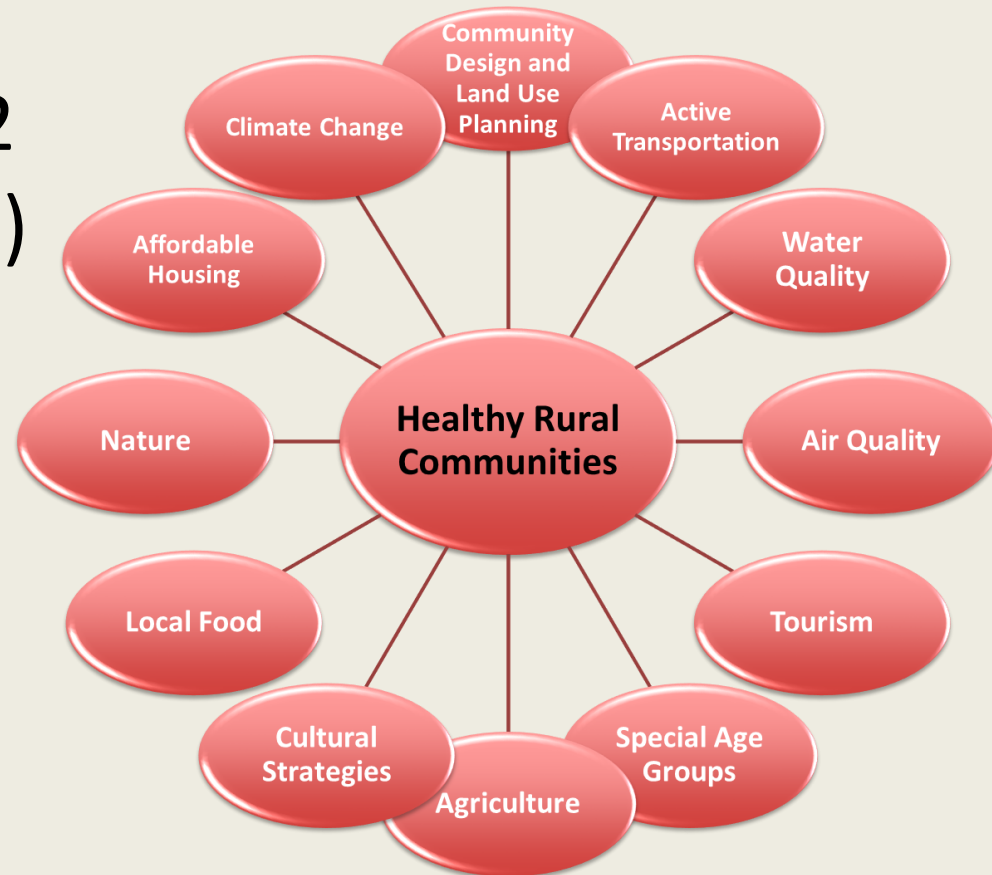 2
)
Community
Design and
Land Use
Planning
Active
Transportation
Water
Quality
Air Quality
Tourism
Special Age
Groups
Agriculture
Cultural
Strategies
Local Food
Nature
Affordable
Housing
Climate Change
Healthy Rural
Communities